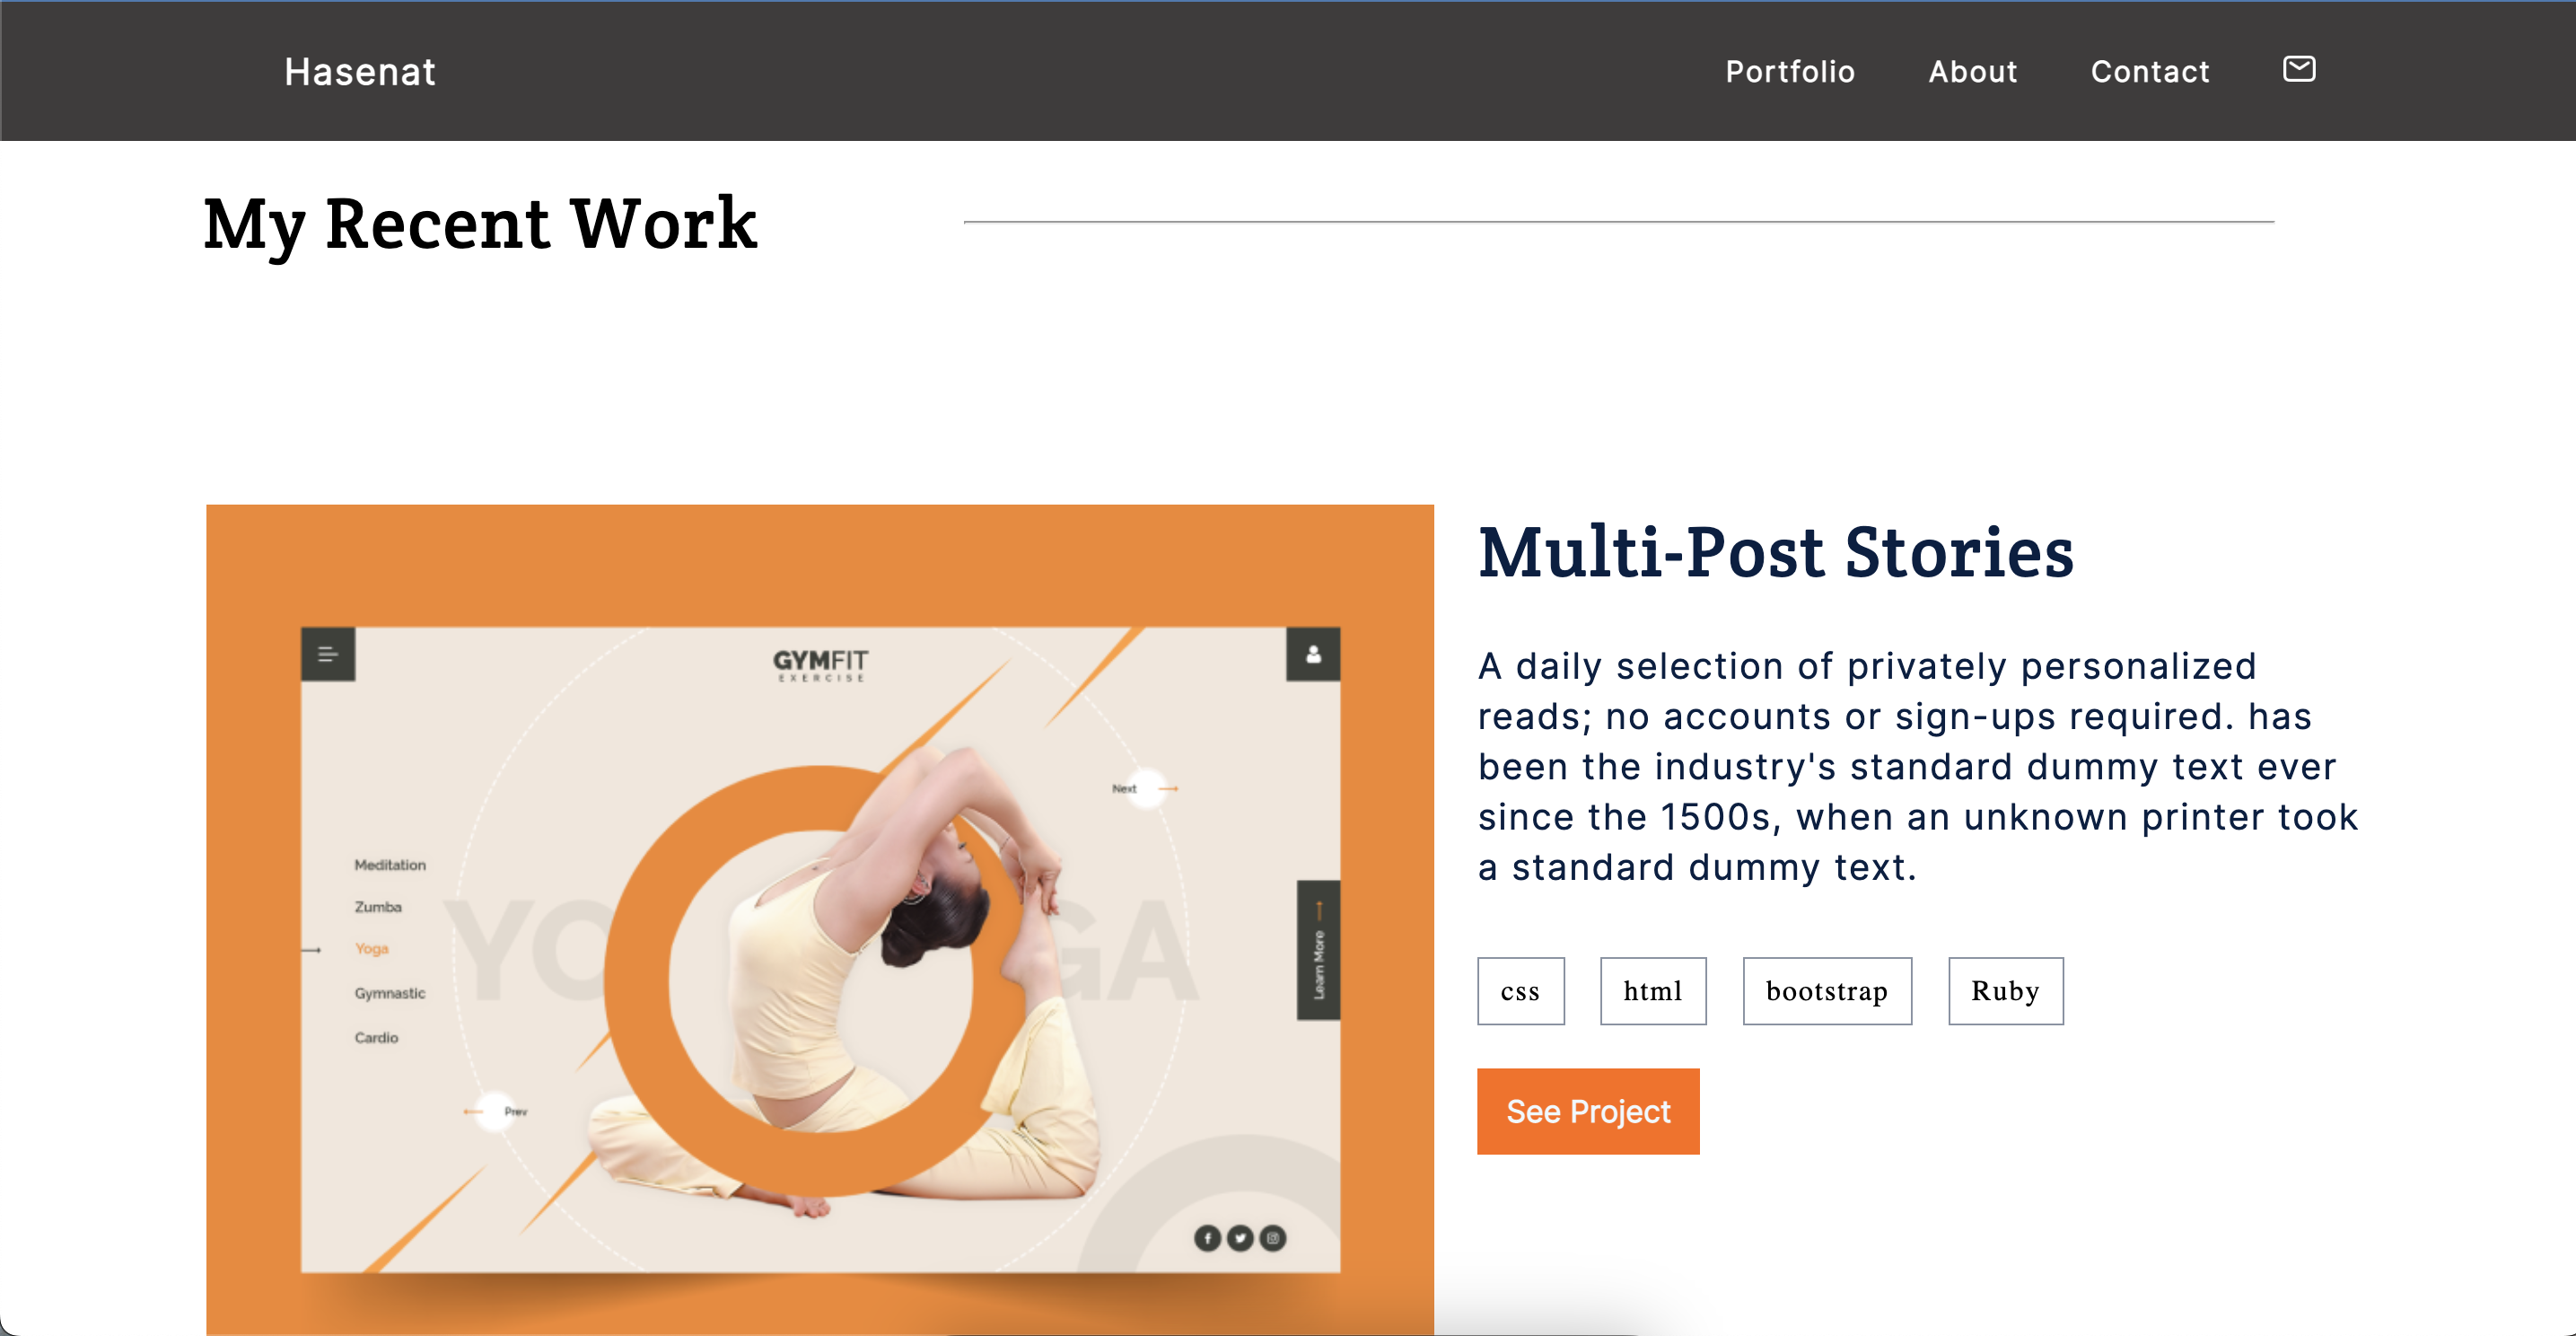 Hasenat
Portfolio
About
Contact
My Recent Work
GYMFIT
EXERCISE
Next
Meditation
Zumba
Yoga
Gymnastic
Cardio
YO GA
Learn More
Prev
Multi-Post Stories
A daily selection of privately personalized
reads; no accounts or sign-ups required. has
been the industry's standard dummy text ever
since the 1500s, when an unknown printer took
a standard dummy text.
css
html
bootstrap
Ruby
See Project